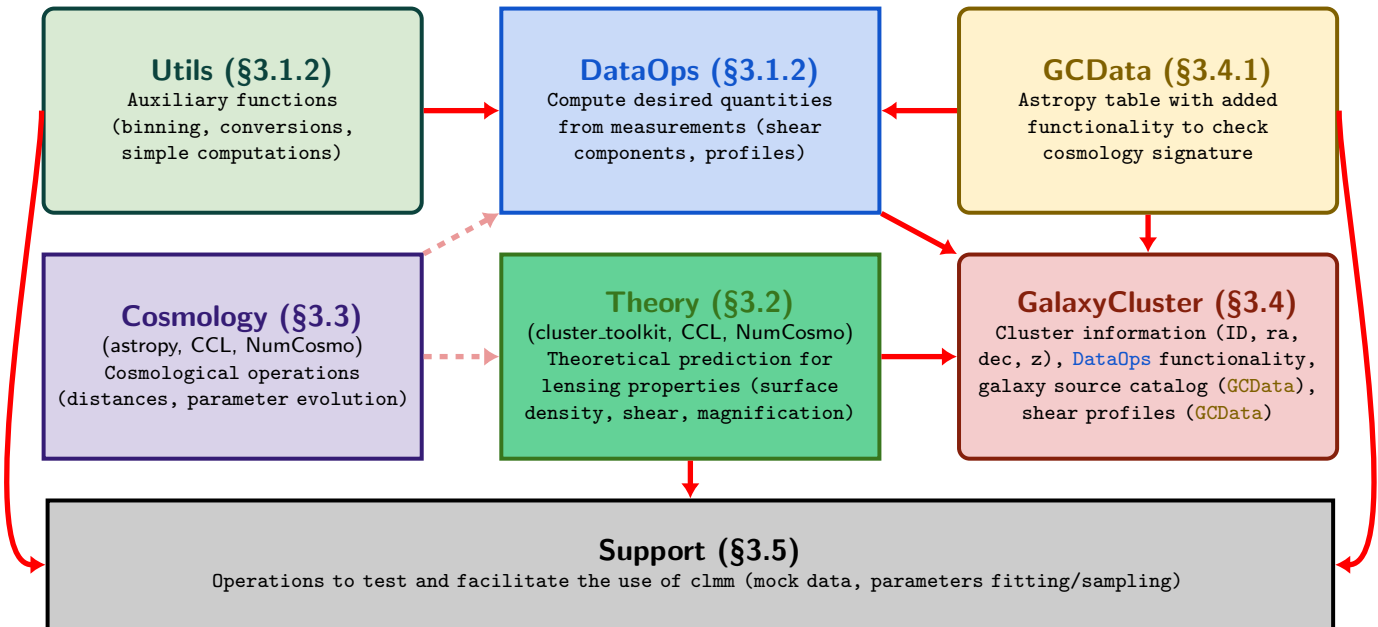 Utils (§3.1.2)
Auxiliary functions
(binning, conversions,
simple computations)
DataOps (§3.1.2)
Compute desired quantities
from measurements (shear
components, profiles)
GCData (§3.4.1)
Astropy table with added
functionality to check
cosmology signature
Cosmology (§3.3)
(astropy, CCL, NumCosmo)
Cosmological operations
(distances, parameter evolution)
Theory (§3.2)
(cluster_toolkit, CCL, NumCosmo)
Theoretical prediction for
lensing properties (surface
density, shear, magnification)
GalaxyCluster (§3.4)
Cluster information (ID, ra,
dec, z), DataOps functionality,
galaxy source catalog (GCData),
shear profiles (GCData)
Support (§3.5)
Operations to test and facilitate the use of clmm (mock data, parameters fitting/sampling)